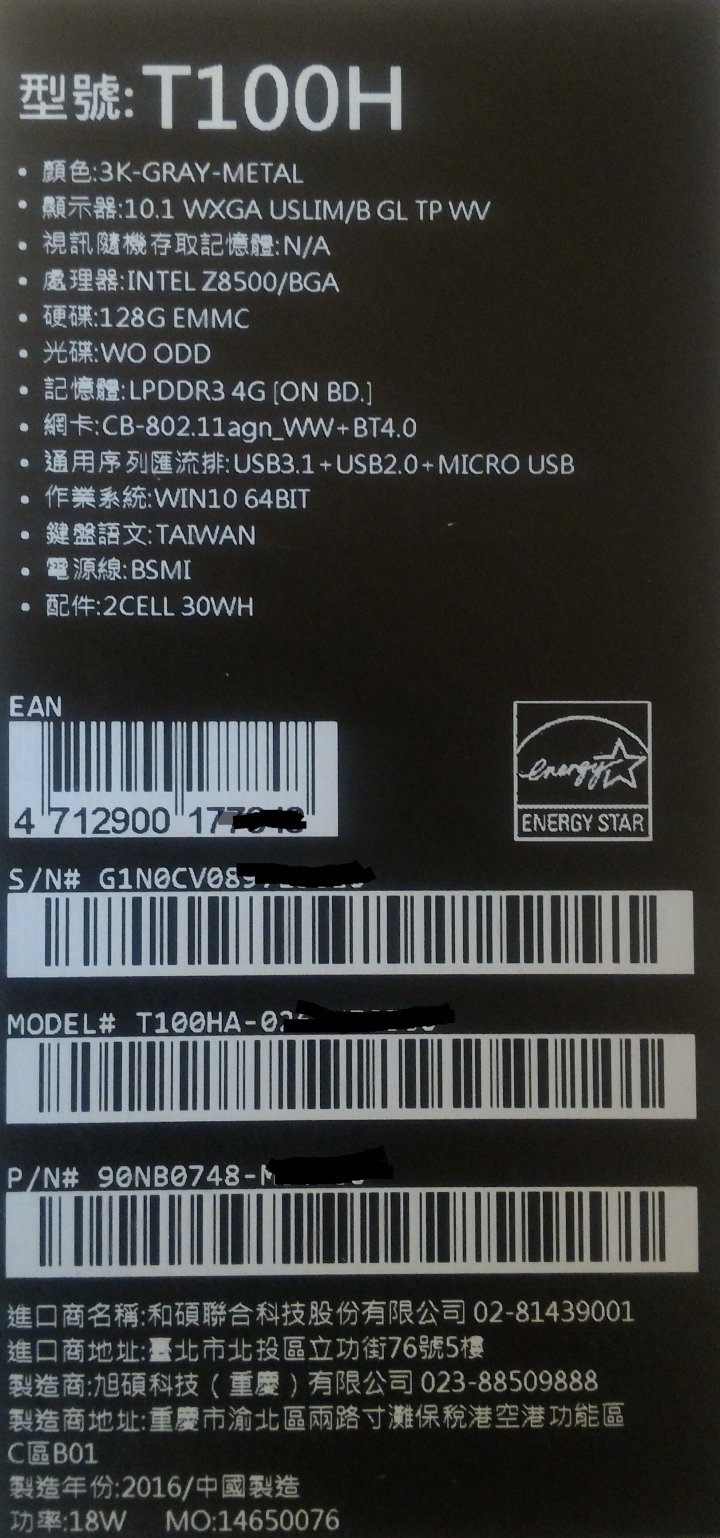 型號:T100H
• 顏色:3K-GRAY-METAL
• 顯示器:10.1 WXGA USLIM/B GL TP WV
• 視訊隨機存取記憶體:N/A
• 處理器:INTEL Z8500/BGA
• 硬碟:128G EMMC
• 光碟:WO ODD
• 記憶體:LPDDR3 4G [ON BD.]
• 網卡:CB-802.11agn_WW+BT4.0
• 通用序列匯流排:USB3.1+USB2.0+MICRO USB
• 作業系統:WIN10 64BIT
• 鍵盤語文:TAIWAN
• 電源線:BSMI
• 配件:2CELL 30WH
EAN
energy
ENERGY STAR
4 712900 177
S/N# G1N0CV089
MODEL# T100HA-02
P/N# 90NB0748-M
進口商名稱:和碩聯合科技股份有限公司 02-81439001
進口商地址:臺北市北投區立功街76號5樓
製造商:旭碩科技(重慶)有限公司 023-88509888
製造商地址:重慶市渝北區兩路寸灘保稅港空港功能區
C區B01
製造年份:2016/中國製造
功率:18W MO:14650076